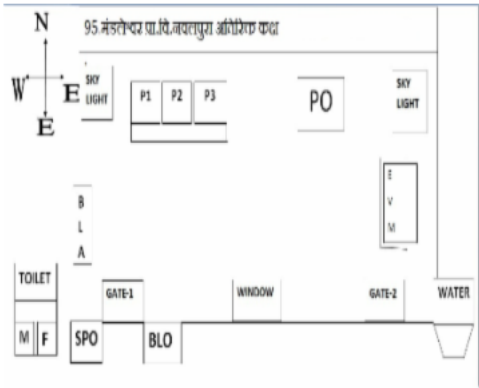 N
95.मंडलेश्वर प्रा.वि.नवलपुरा अतिरिक्त कक्ष
W E
E
SKY
LIGHT
P1 P2 P3
PO
SKY
LIGHT
E
V
M
B
L
A
TOILET
M F
GATE-1
WINDOW
GATE-2
WATER
SPO
BLO